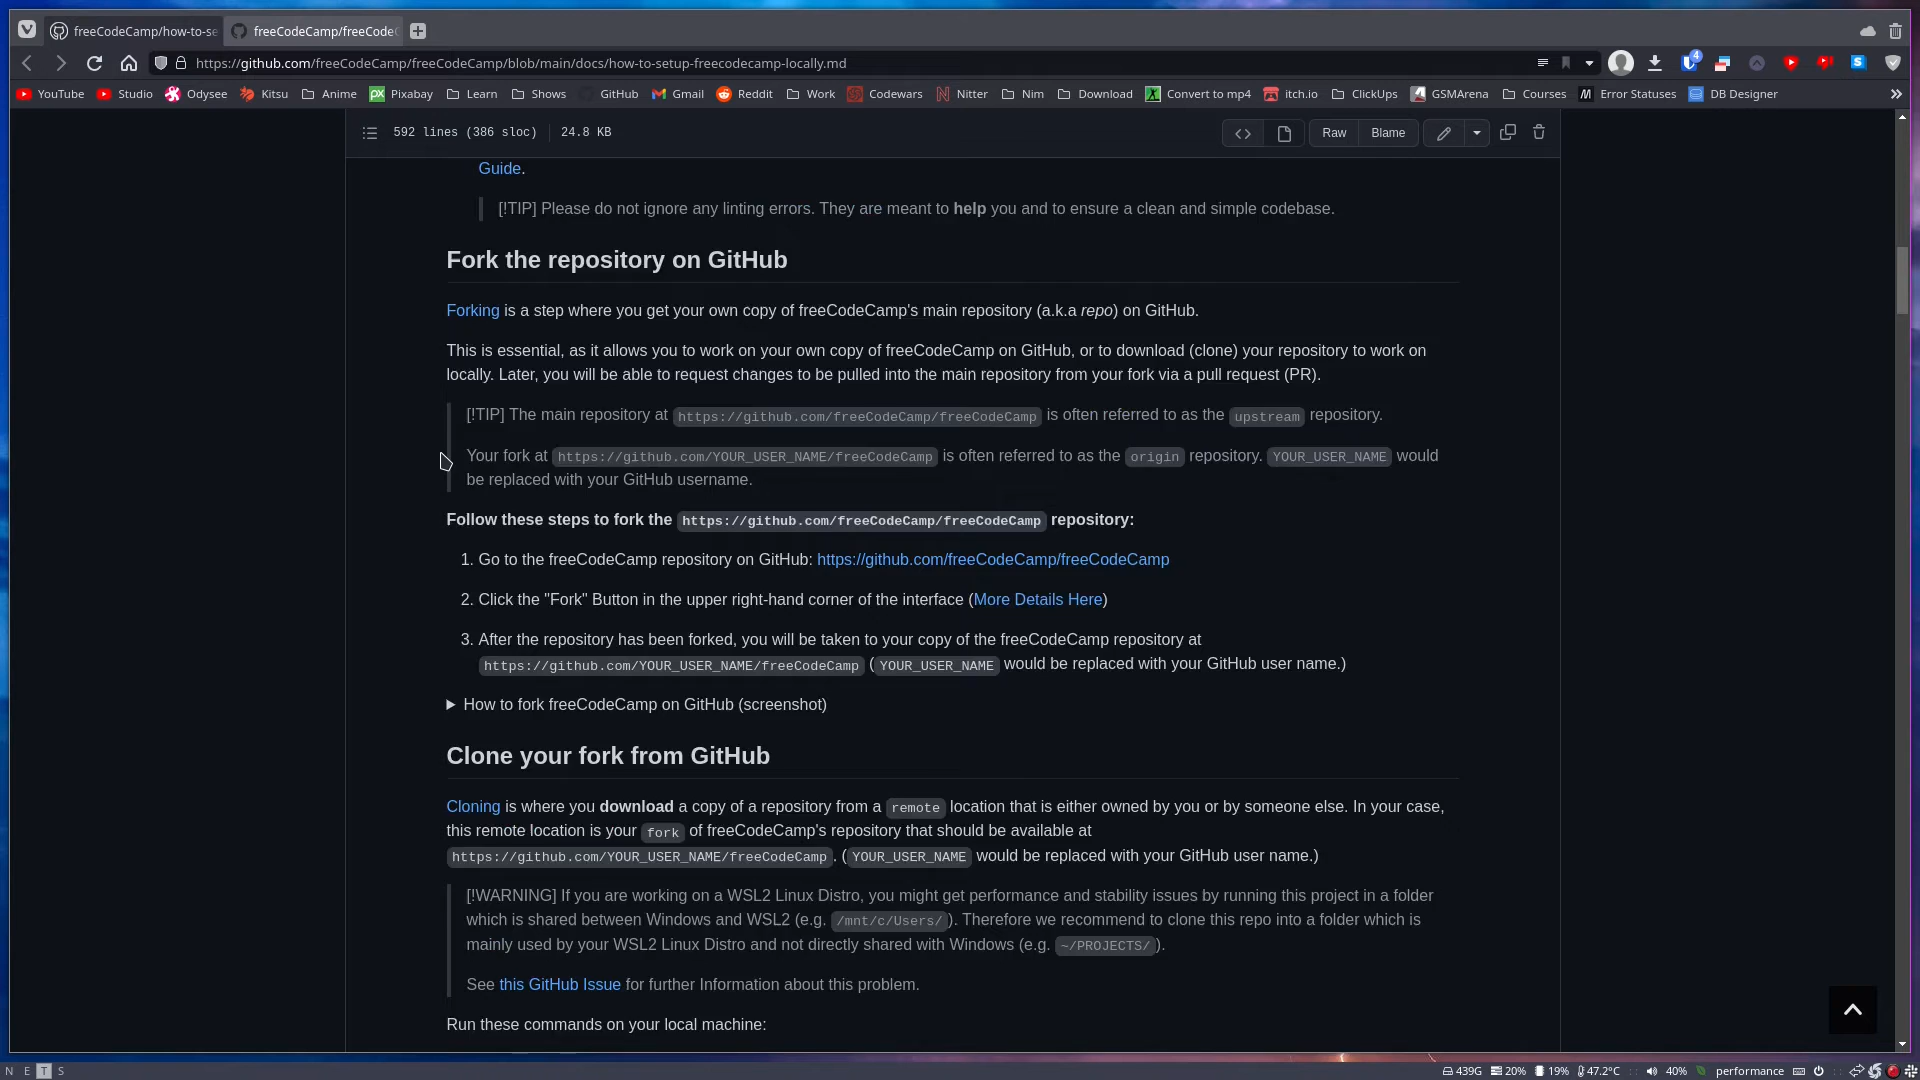 freeCodeCamp/how-to-se
freeCodeCamp/freeCodeC
https://github.com/freeCodeCamp/freeCodeCamp/blob/main/docs/how-to-setup-freecodecamp-locally.md
4
YouTube Studio Odysee Kitsu Anime Pixabay Learn Shows GitHub Gmail Reddit Work Codewars Nitter Nim Download Convert to mp4 itch.io ClickUps GSMArena Courses Error Statuses DB Designer
592 lines (386 sloc) 24.8 KB
Raw Blame
Guide.
[!TIP] Please do not ignore any linting errors. They are meant to help you and to ensure a clean and simple codebase.
Fork the repository on GitHub
Forking is a step where you get your own copy of freeCodeCamp's main repository (a.k.a repo) on GitHub.
This is essential, as it allows you to work on your own copy of freeCodeCamp on GitHub, or to download (clone) your repository to work on
locally. Later, you will be able to request changes to be pulled into the main repository from your fork via a pull request (PR).
[!TIP] The main repository at https://github.com/freeCodeCamp/freeCodeCamp is often referred to as the upstream repository.
Your fork at https://github.com/YOUR_USER_NAME/freeCodeCamp is often referred to as the origin repository. YOUR_USER_NAME would
be replaced with your GitHub username.
Follow these steps to fork the https://github.com/freeCodeCamp/freeCodeCamp repository:
1. Go to the freeCodeCamp repository on GitHub: https://github.com/freeCodeCamp/freeCodeCamp
2. Click the "Fork" Button in the upper right-hand corner of the interface (More Details Here)
3. After the repository has been forked, you will be taken to your copy of the freeCodeCamp repository at
https://github.com/YOUR_USER_NAME/freeCodeCamp (YOUR_USER_NAME would be replaced with your GitHub user name.)
How to fork freeCodeCamp on GitHub (screenshot)
Clone your fork from GitHub
Cloning is where you download a copy of a repository from a remote location that is either owned by you or by someone else. In your case,
this remote location is your fork of freeCodeCamp's repository that should be available at
https://github.com/YOUR_USER_NAME/freeCodeCamp. (YOUR_USER_NAME would be replaced with your GitHub user name.)
[!WARNING] If you are working on a WSL2 Linux Distro, you might get performance and stability issues by running this project in a folder
which is shared between Windows and WSL2 (e.g. /mnt/c/Users/). Therefore we recommend to clone this repo into a folder which is
mainly used by your WSL2 Linux Distro and not directly shared with Windows (e.g. ~/PROJECTS/).
See this GitHub Issue for further Information about this problem.
Run these commands on your local machine:
N E T S
439G 20% 19% 47.2°C 40% performance